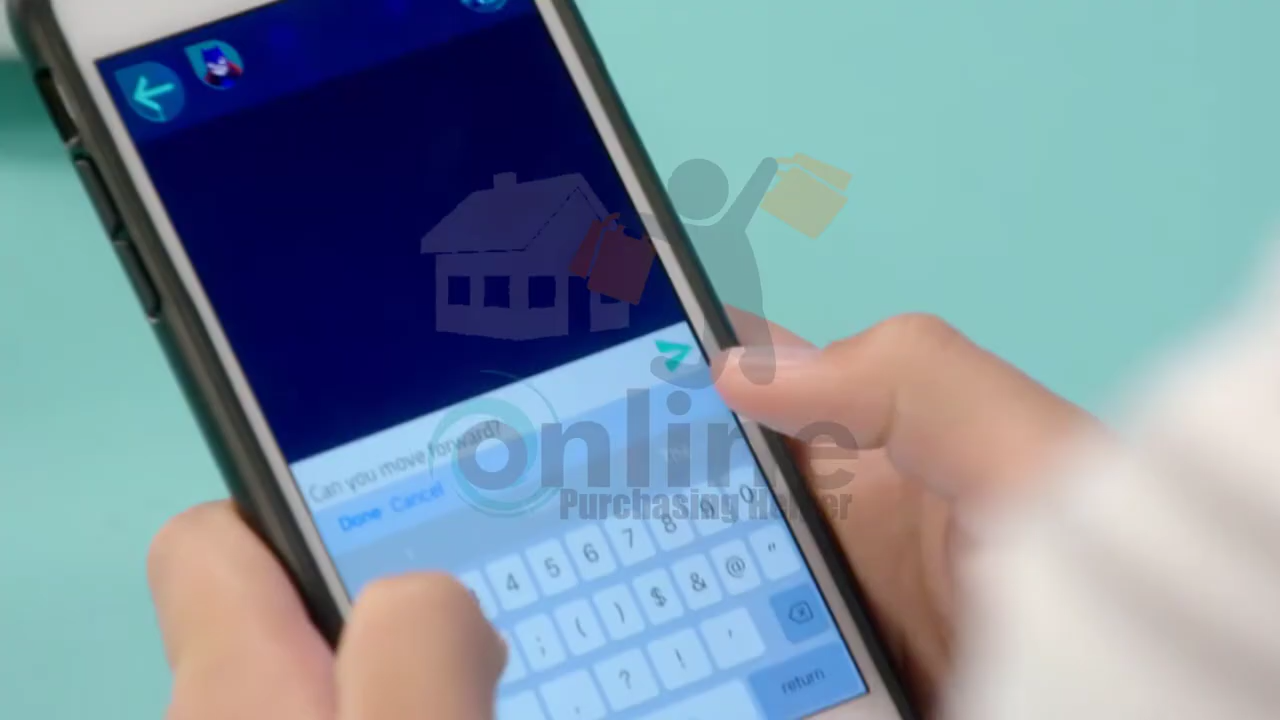 Can you move forward?
Done Cancel
online
Purchasing Helper
4 5 6 7 8 9 0
; ( ) $ & @ "
, ? ! '
return